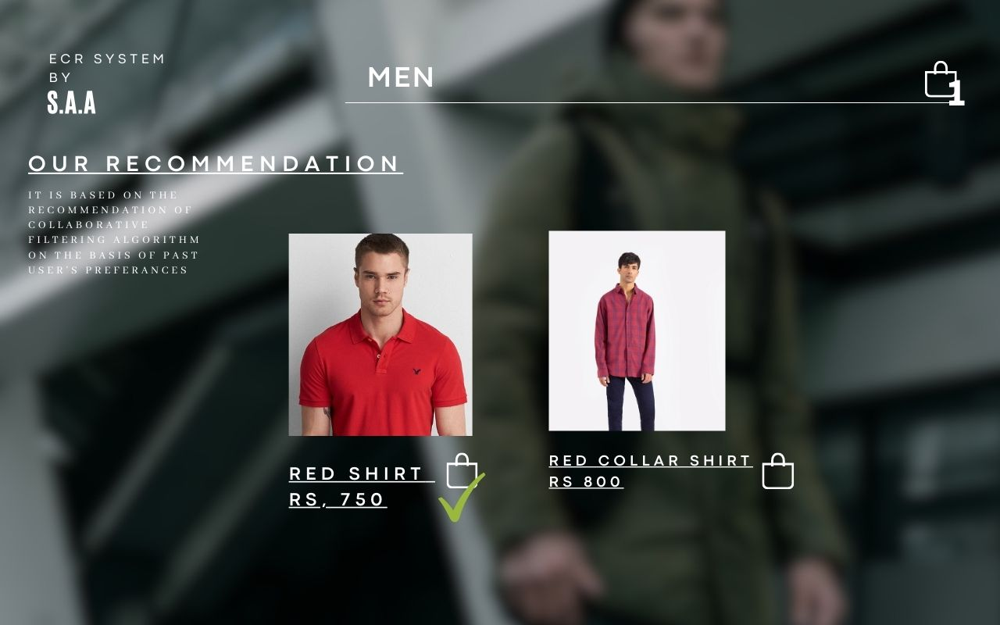 ECR SYSTEM
BY
S.A.A
MEN
1
OUR RECOMMENDATION
IT IS BASED ON THE
RECOMMENDATION OF
COLLABORATIVE
FILTERING ALGORITHM
ON THE BASIS OF PAST
USER'S PREFERANCES
RED SHIRT
RS, 750
RED COLLAR SHIRT
RS 800